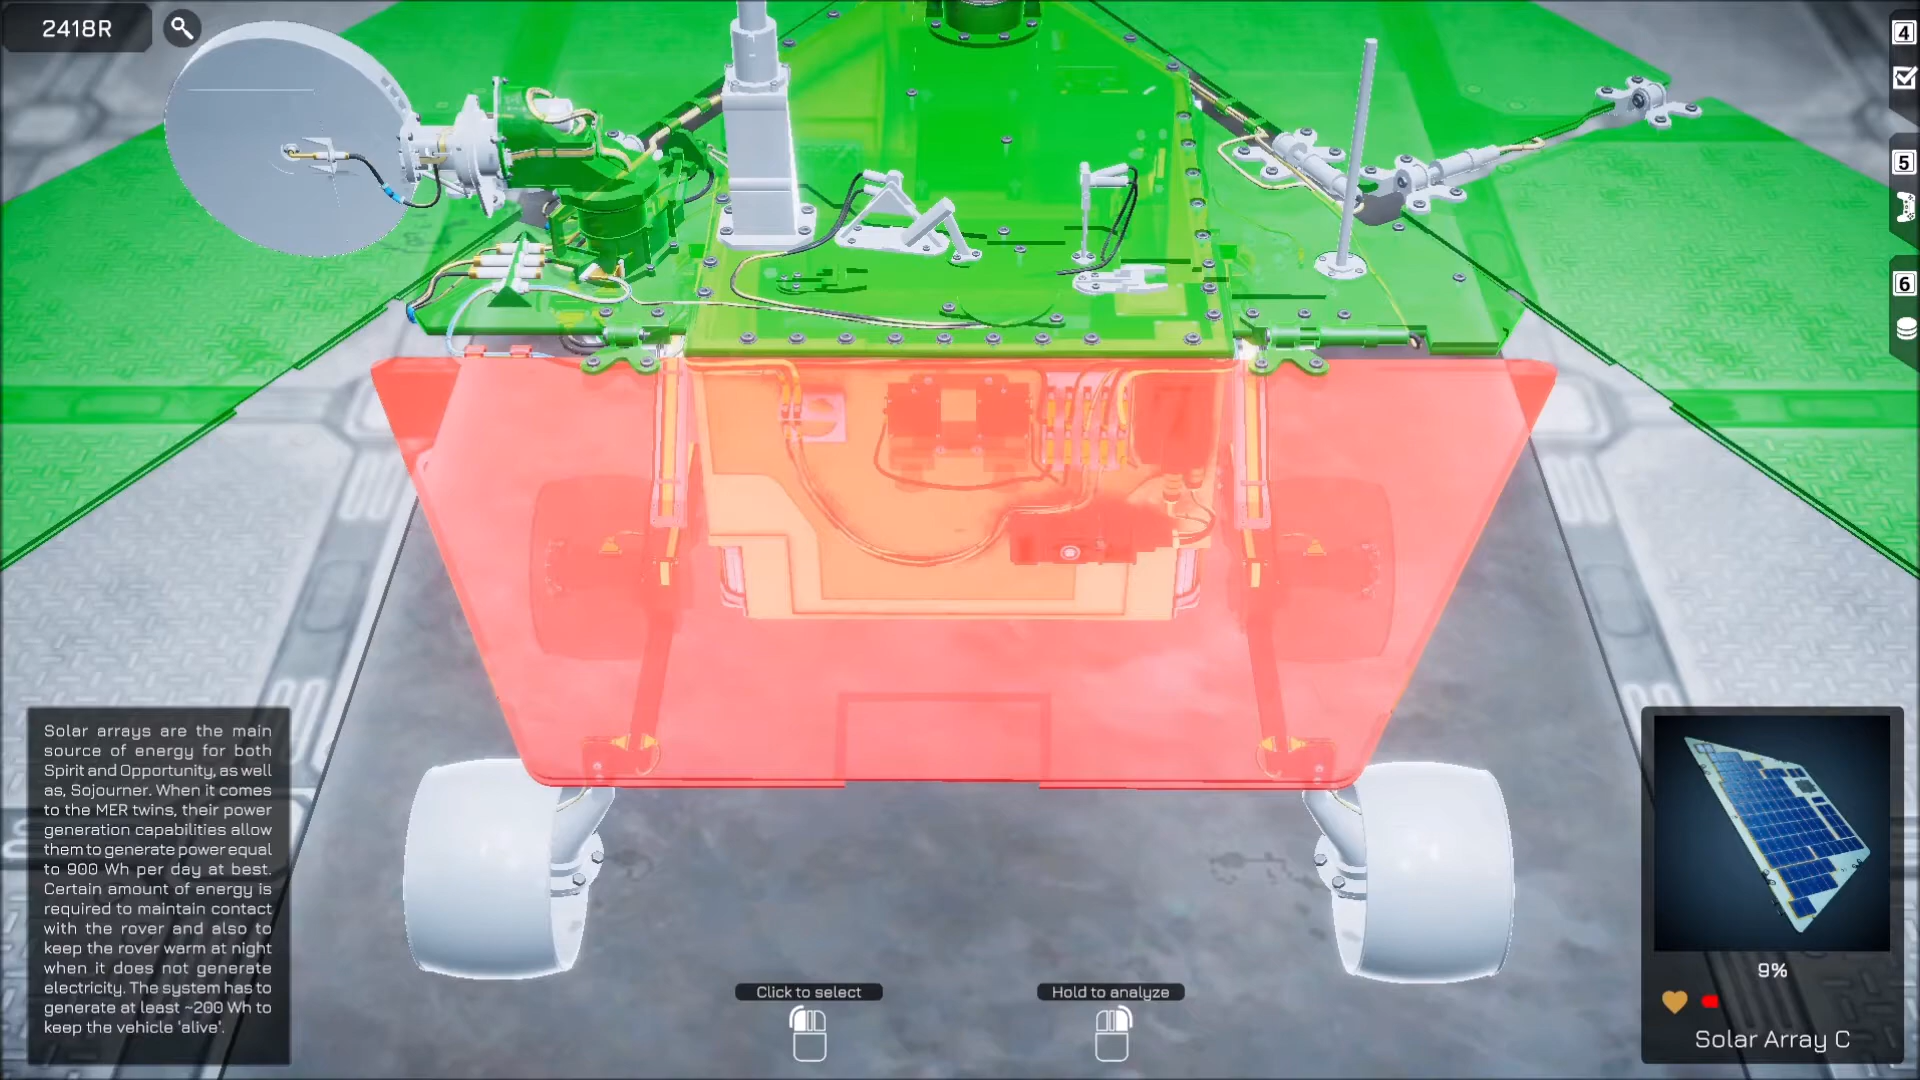 2418R
4
5
6
Solar arrays are the main
source of energy for both
Spirit and Opportunity, as well
as, Sojourner. When it comes
to the MER twins, their power
generation capabilities allow
them to generate power equal
to 900 Wh per day at best.
Certain amount of energy is
required to maintain contact
with the rover and also to
keep the rover warm at night
when it does not generate
electricity. The system has to
generate at least ~200 Wh to
keep the vehicle 'alive'.
Click to select
Hold to analyze
9%
Solar Array C